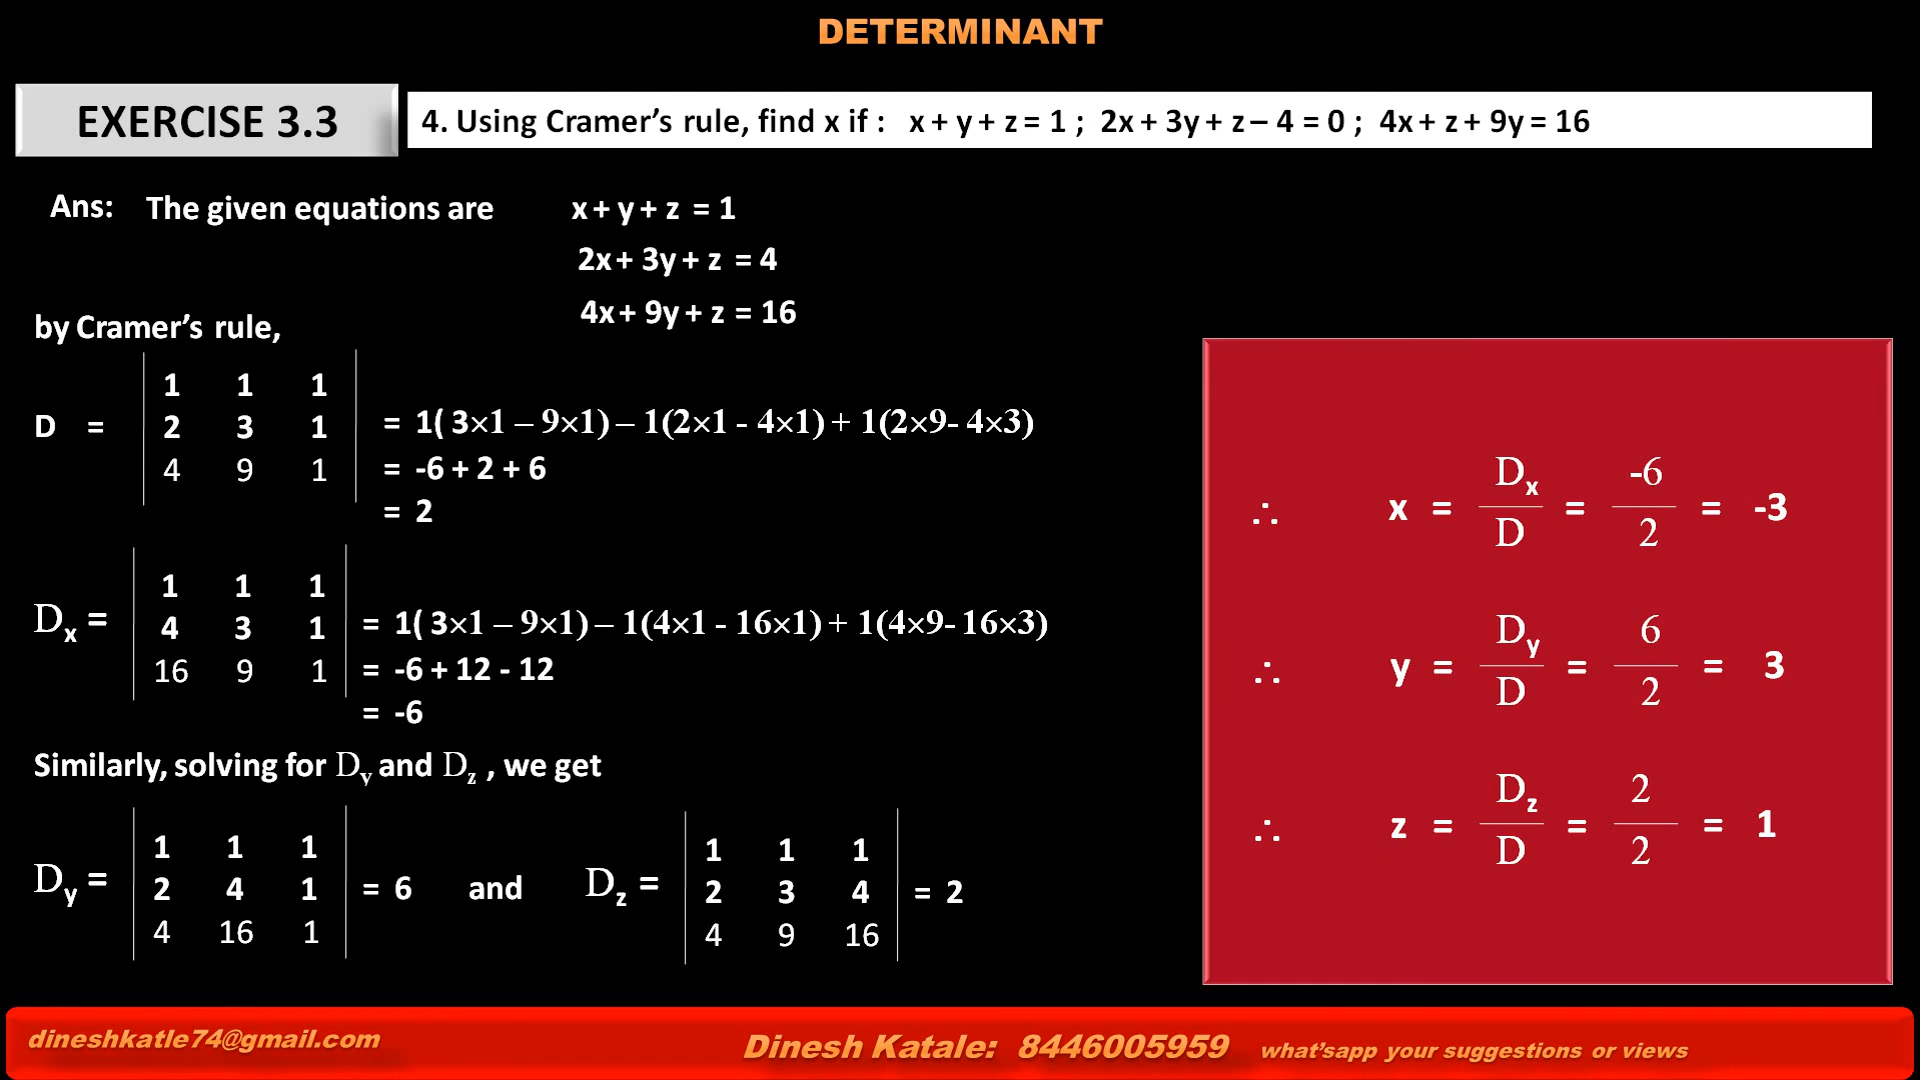 DETERMINANT
EXERCISE 3.3
4. Using Cramer’s rule, find x if : x + y + z = 1 ; 2x + 3y + z – 4 = 0 ; 4x + z + 9y = 16
Ans: The given equations are x + y + z = 1
2x + 3y + z = 4
4x + 9y + z = 16
by Cramer’s rule,
1 1 1
D = 2 3 1 = 1( 3×1 – 9×1) – 1(2×1 - 4×1) + 1(2×9- 4×3)
4 9 1 = -6 + 2 + 6
= 2
1 1 1
Dx = 4 3 1 = 1( 3×1 – 9×1) – 1(4×1 - 16×1) + 1(4×9- 16×3)
16 9 1 = -6 + 12 - 12
= -6
Similarly, solving for Dy and Dz , we get
1 1 1
Dy = 2 4 1 = 6 and
4 16 1
1 1 1
Dz = 2 3 4 = 2
4 9 16
∴ x = Dx / D = -6 / 2 = -3
∴ y = Dy / D = 6 / 2 = 3
∴ z = Dz / D = 2 / 2 = 1
dineshkatle74@gmail.com
Dinesh Katale: 8446005959 what’sapp your suggestions or views